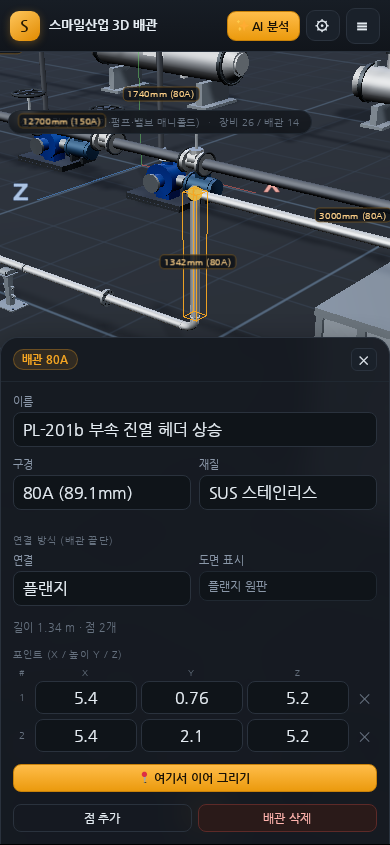 S 스마일산업 3D 배관 ✨ AI 분석 ⚙ ≡
1740mm (80A)
12700mm (150A) 펌프·밸브 매니폴드) · 장비 26 / 배관 14
Z
3000mm (80A)
1342mm (80A)
배관 80A ✕
이름
PL-201b 부속 진열 헤더 상승
구경 재질
80A (89.1mm) SUS 스테인리스
연결 방식 (배관 끝단)
연결 도면 표시
플랜지 플랜지 원판
길이 1.34 m · 점 2개
포인트 (X / 높이 Y / Z)
# X Y Z
1 5.4 0.76 5.2 ✕
2 5.4 2.1 5.2 ✕
📍 여기서 이어 그리기
점 추가 배관 삭제